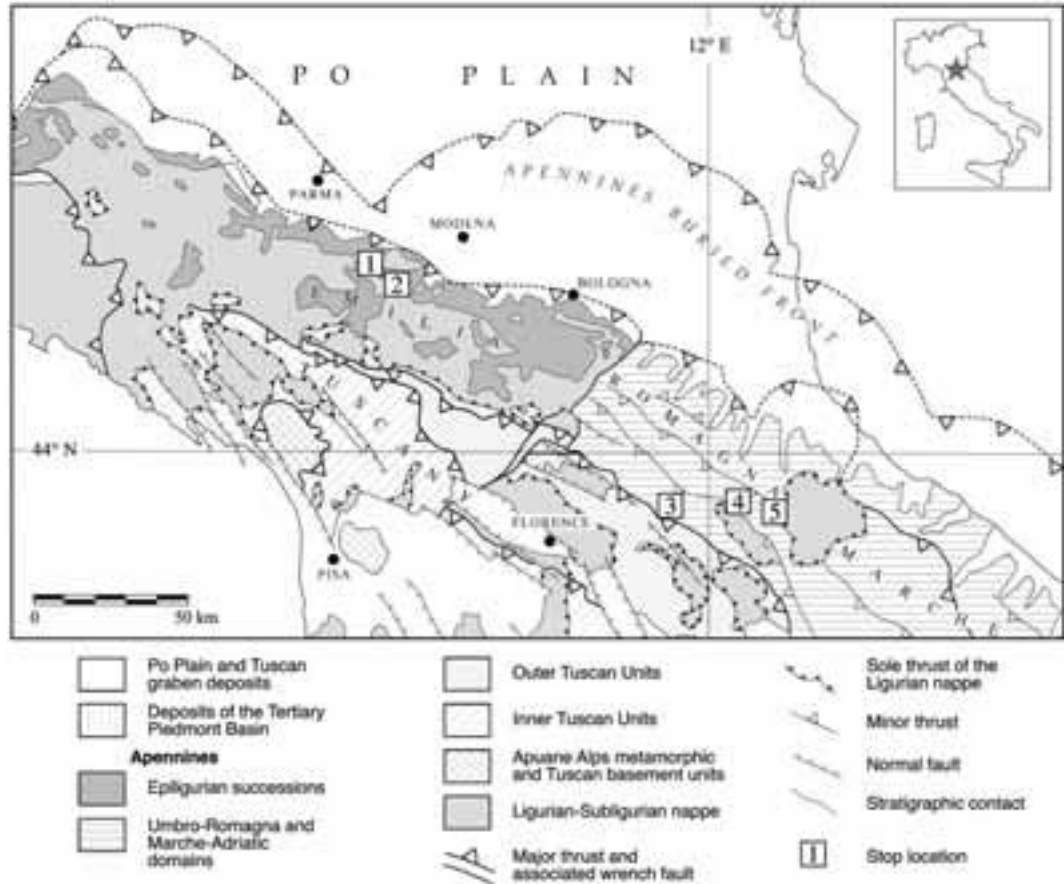 12° E
PO PLAIN
PARMA
MODENA
APENNINES BURIED FRONT
1
2
BOLOGNA
EMILIA
TUSCANY
ROMAGNA
44° N
3
4
5
FLORENCE
PISA
MARCHE
0 50 km
Po Plain and Tuscan
graben deposits
Deposits of the Tertiary
Piedmont Basin
Apennines
Epiligurian successions
Umbro-Romagna and
Marche-Adriatic
domains
Outer Tuscan Units
Inner Tuscan Units
Apuane Alps metamorphic
and Tuscan basement units
Ligurian-Subligurian nappe
Major thrust and
associated wrench fault
Sole thrust of the
Ligurian nappe
Minor thrust
Normal fault
Stratigraphic contact
1 Stop location